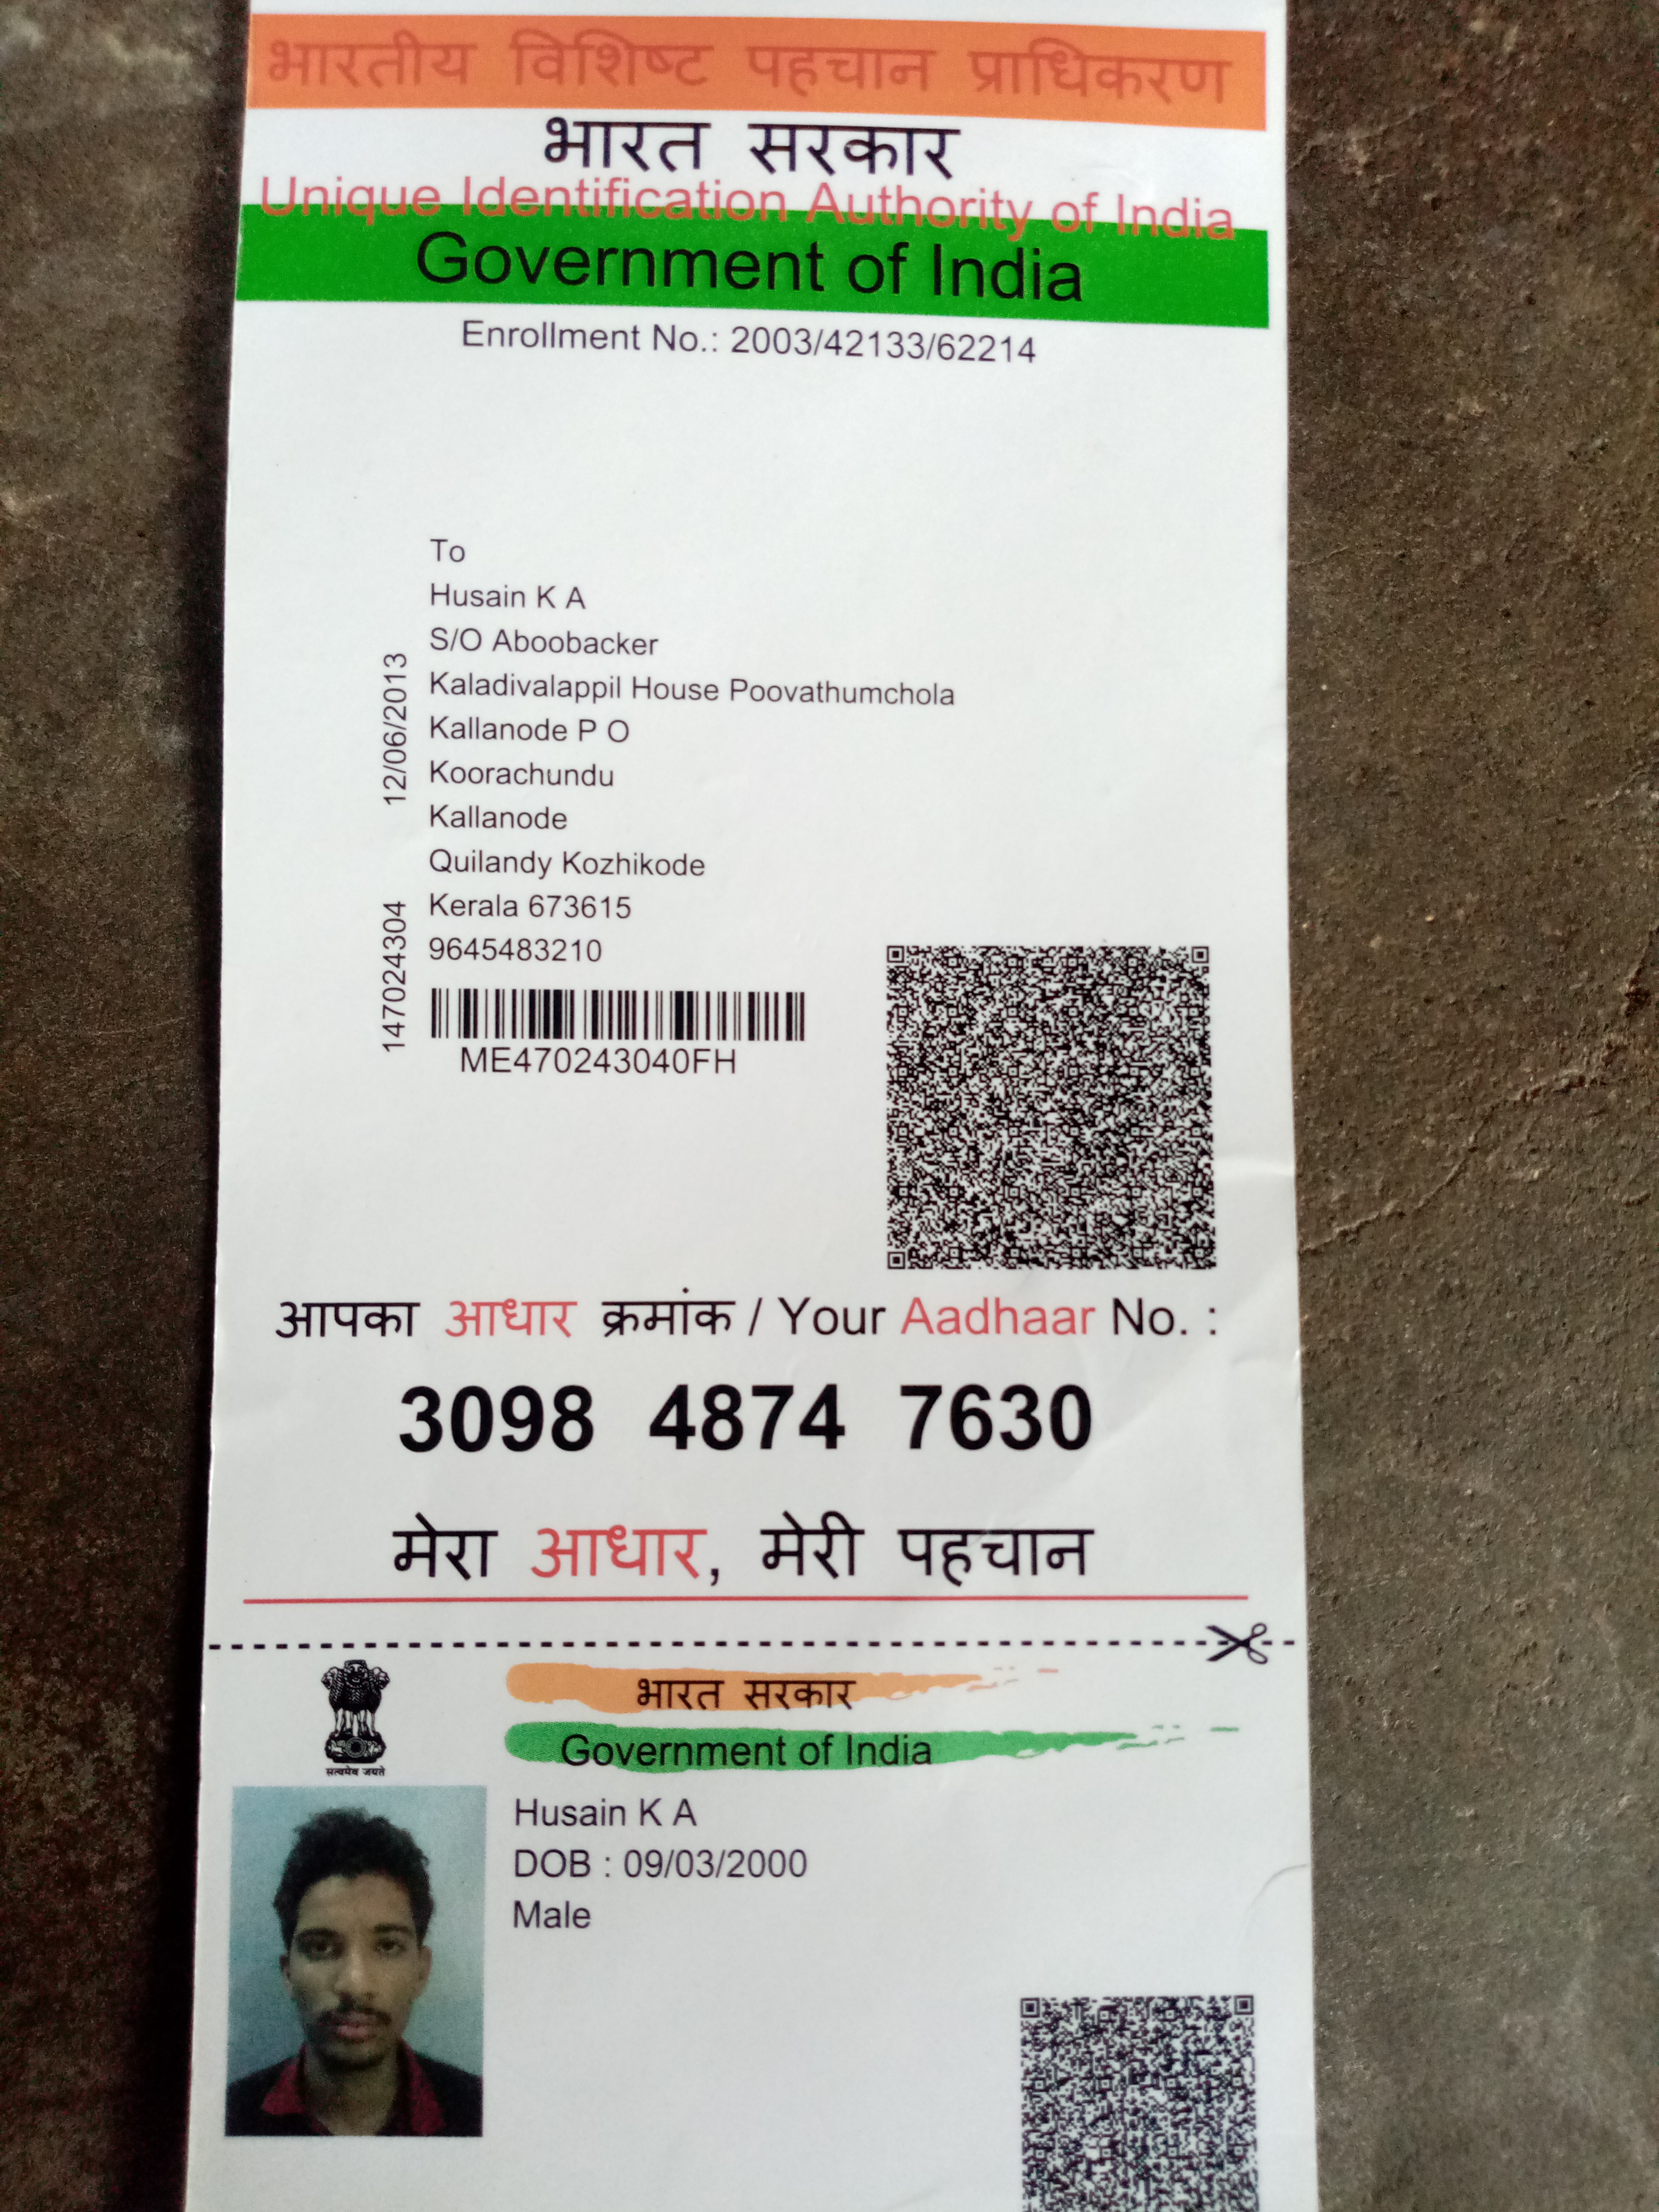 भारतीय विशिष्ट पहचान प्राधिकरण
भारत सरकार
Unique Identification Authority of India
Government of India
Enrollment No.: 2003/42133/62214
To
Husain K A
S/O Aboobacker
Kaladivalappil House Poovathumchola
Kallanode P O
Koorachundu
Kallanode
Quilandy Kozhikode
Kerala 673615
9645483210
12/06/2013
147024304
ME470243040FH
आपका आधार क्रमांक / Your Aadhaar No. :
3098 4874 7630
मेरा आधार, मेरी पहचान
भारत सरकार
Government of India
सत्यमेव जयते
Husain K A
DOB : 09/03/2000
Male